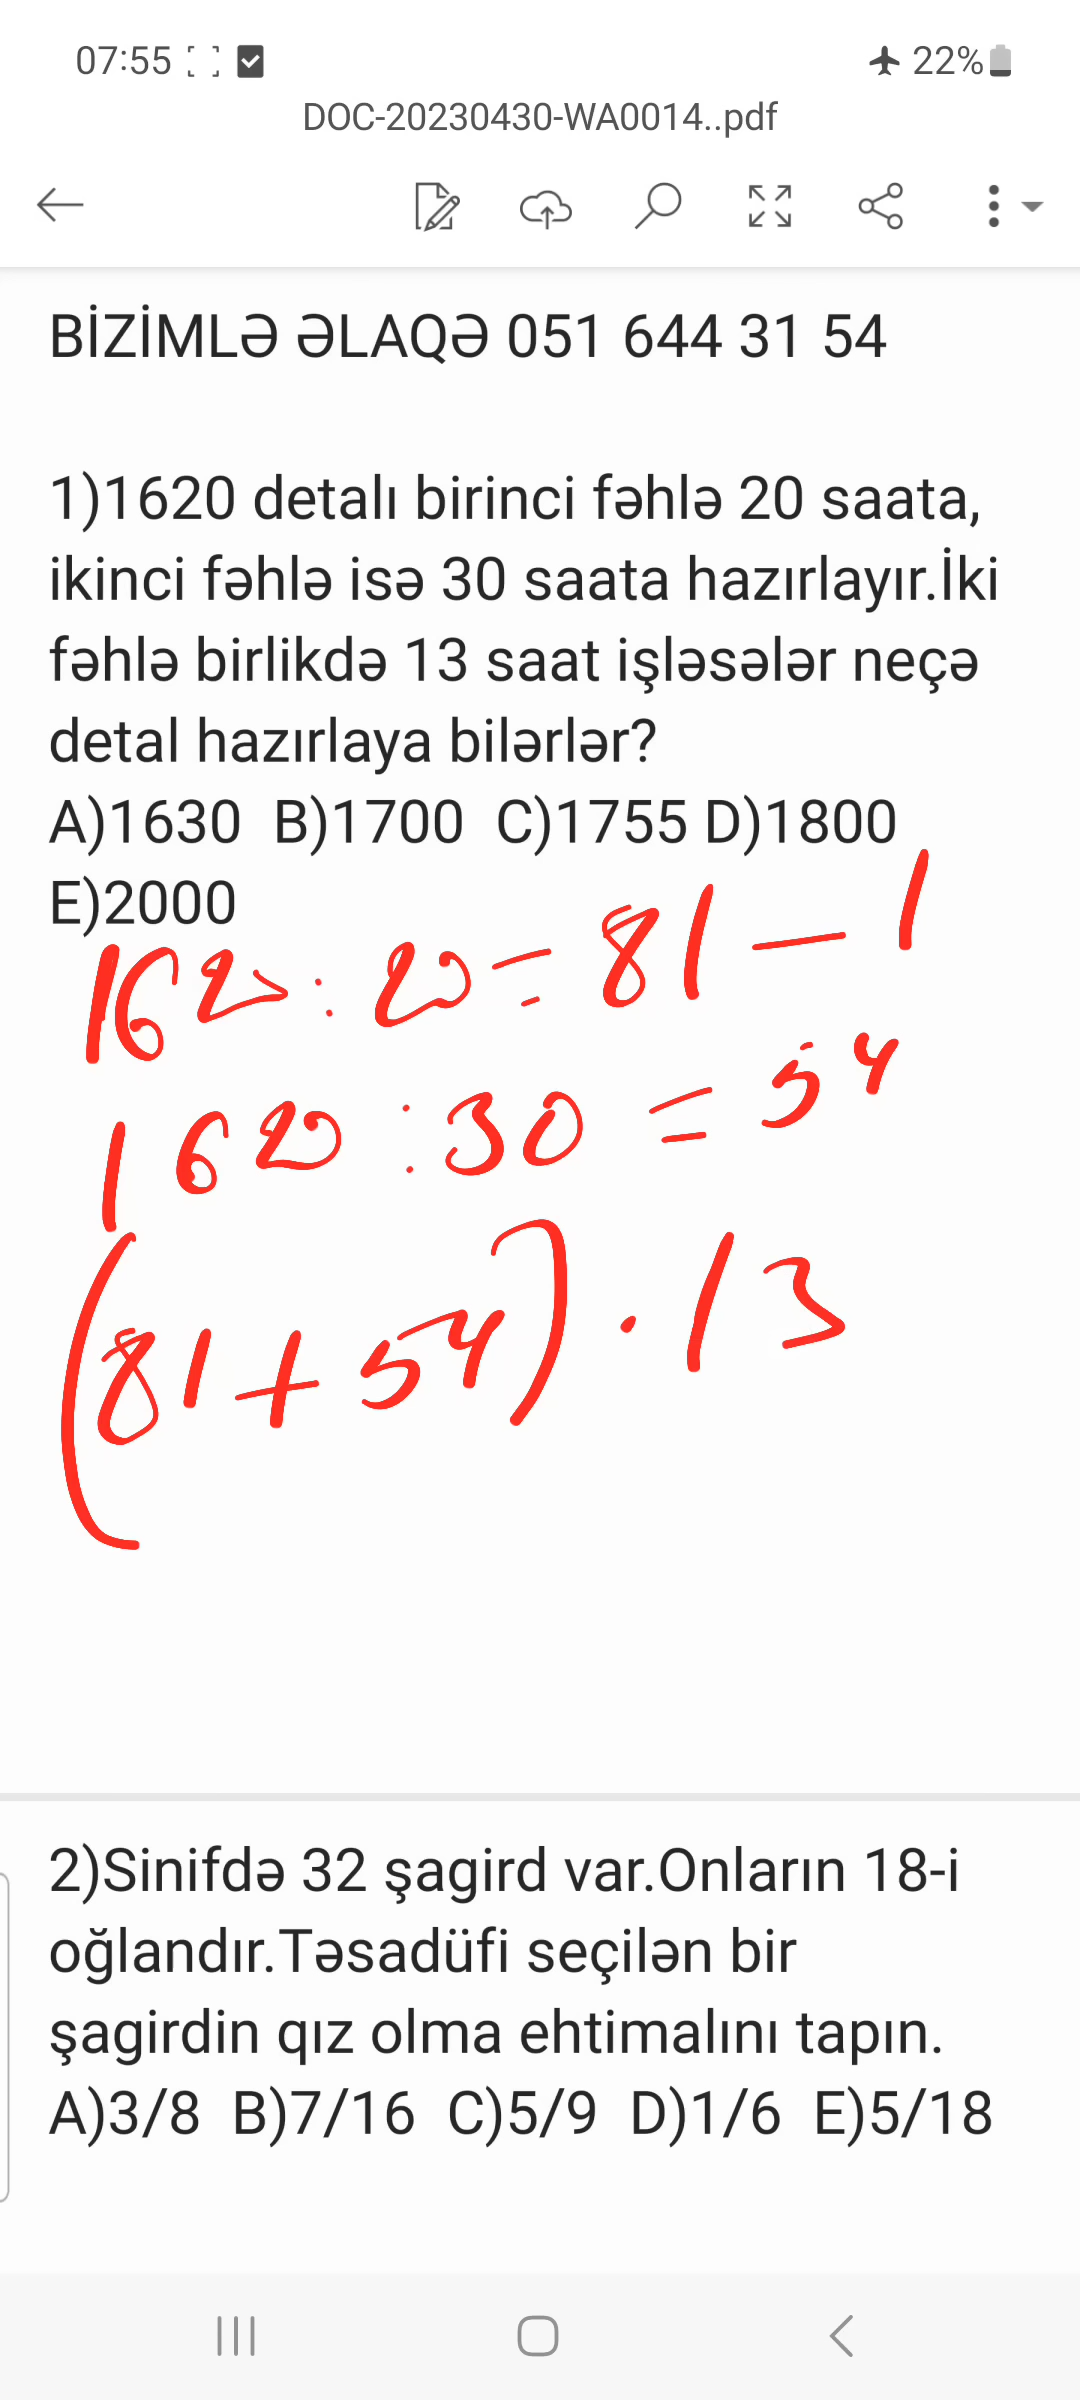 07:55 22%
DOC-20230430-WA0014..pdf
BİZİMLƏ ƏLAQƏ 051 644 31 54
1)1620 detalı birinci fəhlə 20 saata,
ikinci fəhlə isə 30 saata hazırlayır.İki
fəhlə birlikdə 13 saat işləsələr neçə
detal hazırlaya bilərlər?
A)1630 B)1700 C)1755 D)1800
E)2000
1620 : 20 = 81 - 1
1620 : 30 = 54
(81 + 54) · 13
2)Sinifdə 32 şagird var.Onların 18-i
oğlandır.Təsadüfi seçilən bir
şagirdin qız olma ehtimalını tapın.
A)3/8 B)7/16 C)5/9 D)1/6 E)5/18